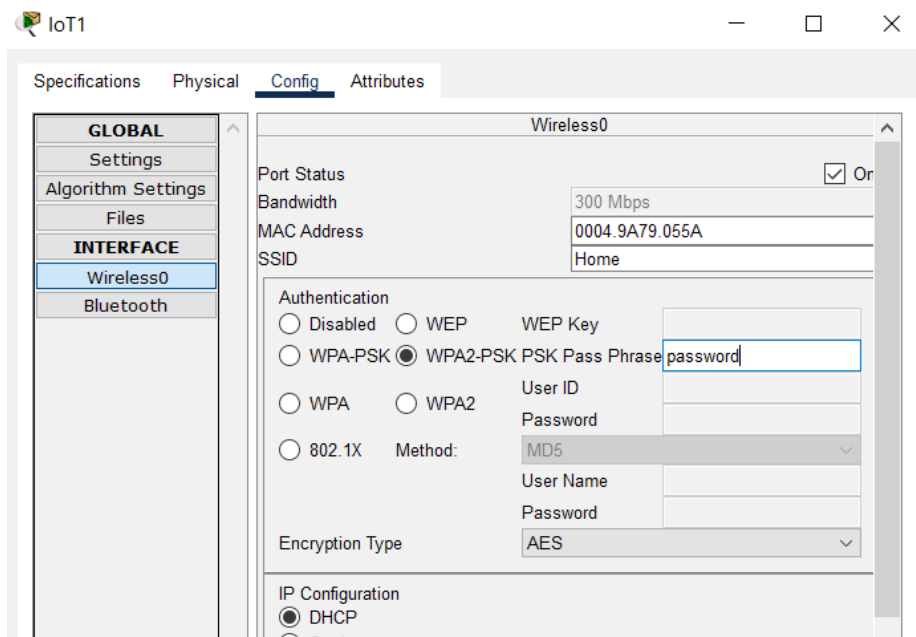 IoT1
Specifications Physical Config Attributes
GLOBAL
Settings
Algorithm Settings
Files
INTERFACE
Wireless0
Bluetooth
Wireless0
Port Status On
Bandwidth 300 Mbps
MAC Address 0004.9A79.055A
SSID Home
Authentication
Disabled WEP WEP Key
WPA-PSK WPA2-PSK PSK Pass Phrase password
User ID
WPA WPA2
Password
802.1X Method: MD5
User Name
Password
Encryption Type AES
IP Configuration
DHCP